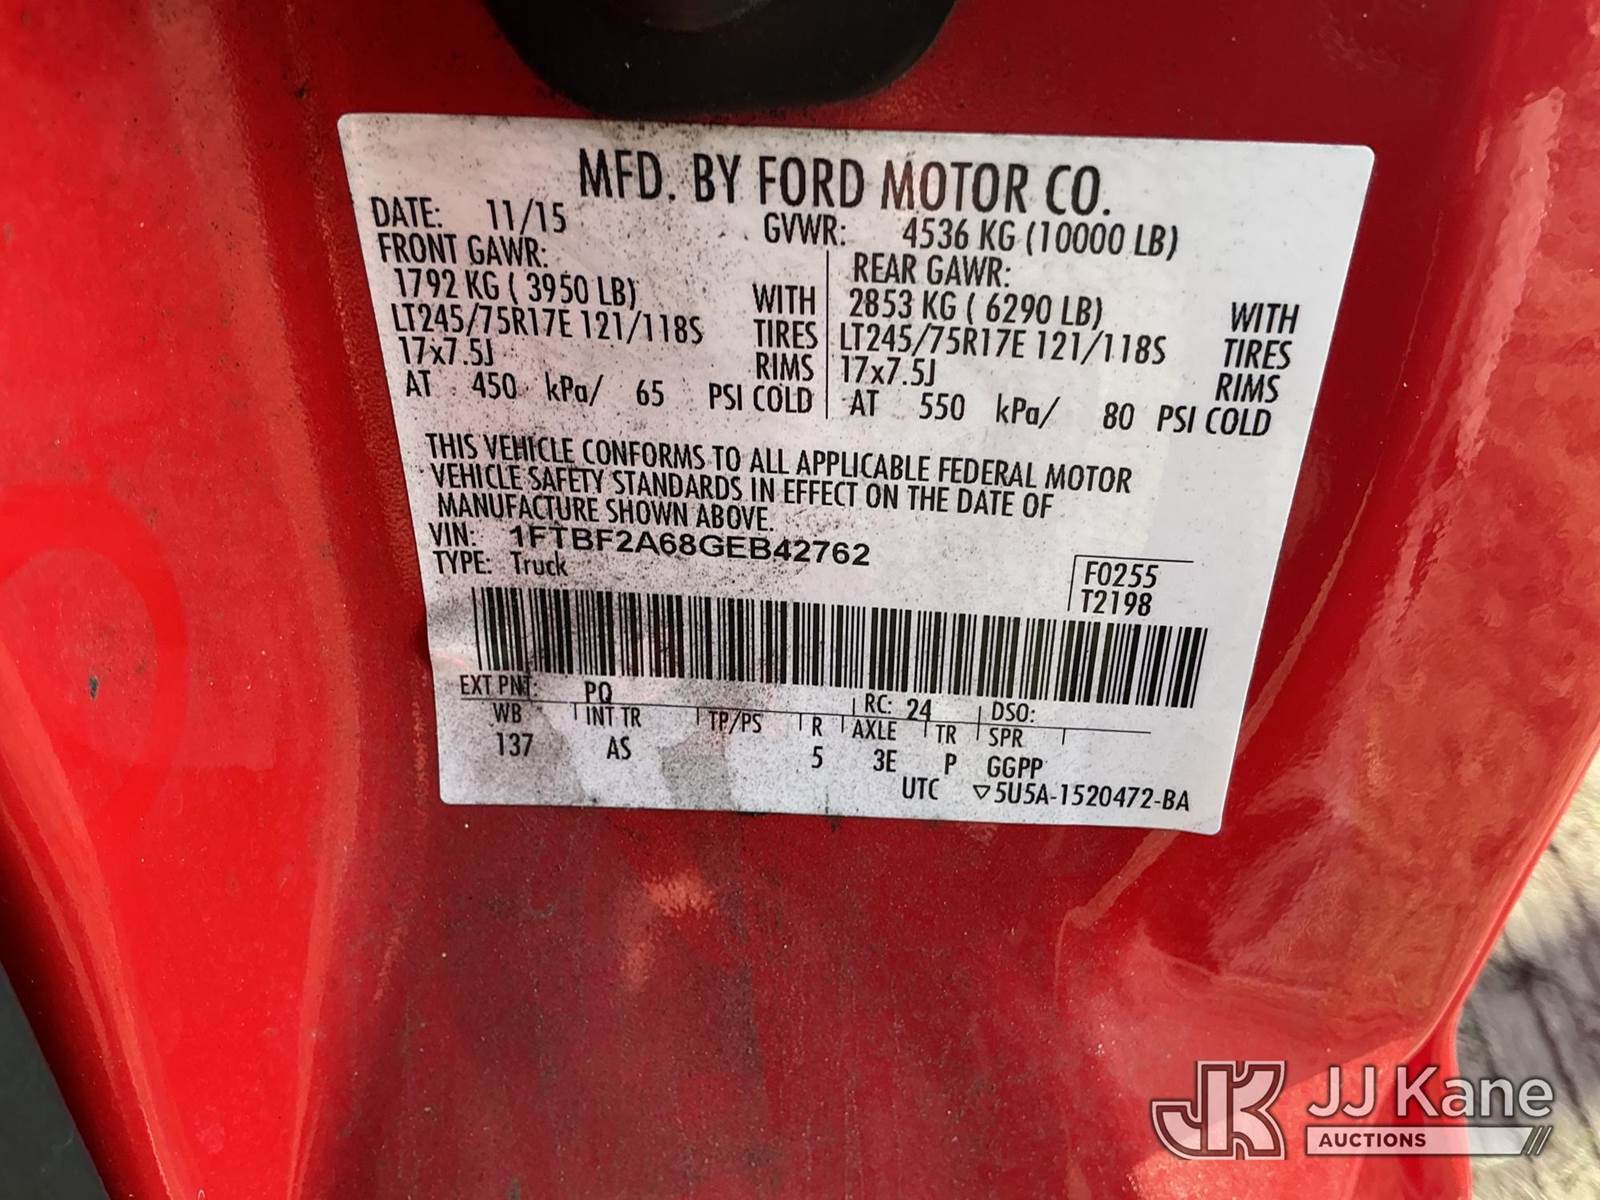 MFD. BY FORD MOTOR CO.
DATE: 11/15 GVWR: 4536 KG (10000 LB)
FRONT GAWR: REAR GAWR:
1792 KG ( 3950 LB) WITH 2853 KG ( 6290 LB) WITH
LT245/75R17E 121/118S TIRES LT245/75R17E 121/118S TIRES
17x7.5J RIMS 17x7.5J RIMS
AT 450 kPa/ 65 PSI COLD AT 550 kPa/ 80 PSI COLD
THIS VEHICLE CONFORMS TO ALL APPLICABLE FEDERAL MOTOR
VEHICLE SAFETY STANDARDS IN EFFECT ON THE DATE OF
MANUFACTURE SHOWN ABOVE.
VIN: 1FTBF2A68GEB42762
TYPE: Truck
F0255
T2198
EXT PNT: PQ RC: 24 DSO:
WB INT TR TP/PS R AXLE TR SPR
137 AS 5 3E P GGPP
UTC ▽5U5A-1520472-BA
JK JJ Kane
AUCTIONS